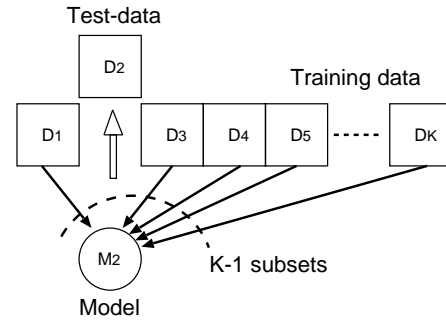 Test-data
D2
Training data
D1
D3
D4
D5
DK
M2
K-1 subsets
Model